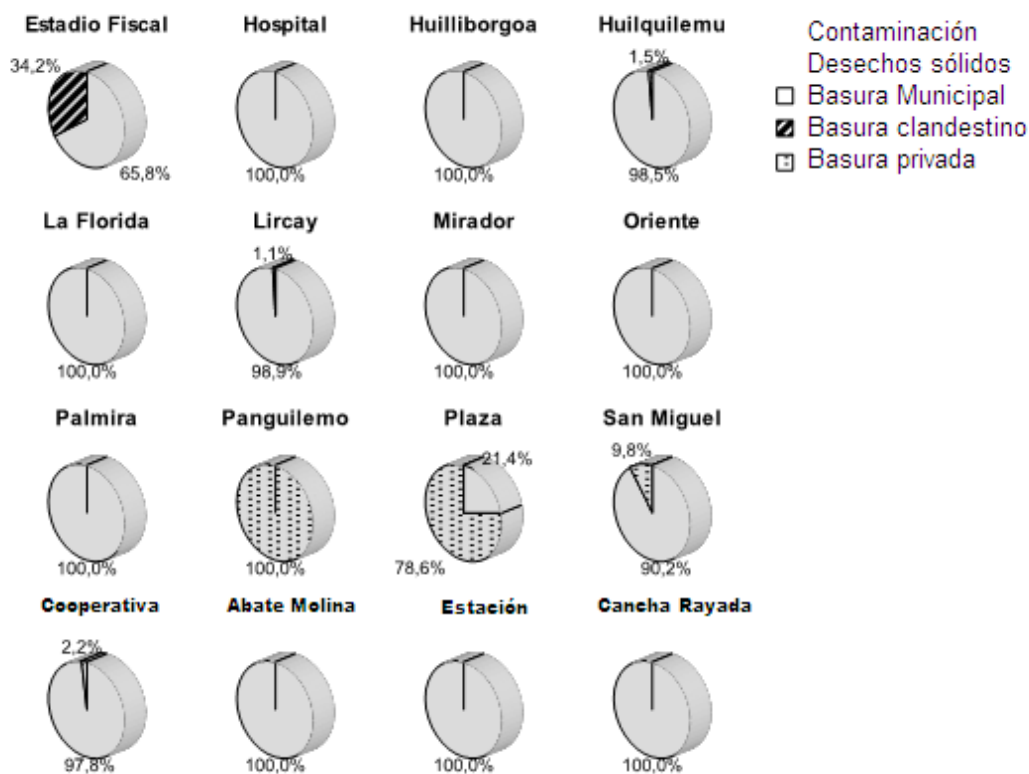 Estadio Fiscal
34,2%
65,8%
Hospital
100,0%
Huilliborgoa
100,0%
Huilquilemu
1,5%
98,5%
Contaminación
Desechos sólidos
Basura Municipal
Basura clandestino
Basura privada
La Florida
100,0%
Lircay
1,1%
98,9%
Mirador
100,0%
Oriente
100,0%
Palmira
100,0%
Panguilemo
100,0%
Plaza
21,4%
78,6%
San Miguel
9,8%
90,2%
Cooperativa
2,2%
97,8%
Abate Molina
100,0%
Estación
100,0%
Cancha Rayada
100,0%